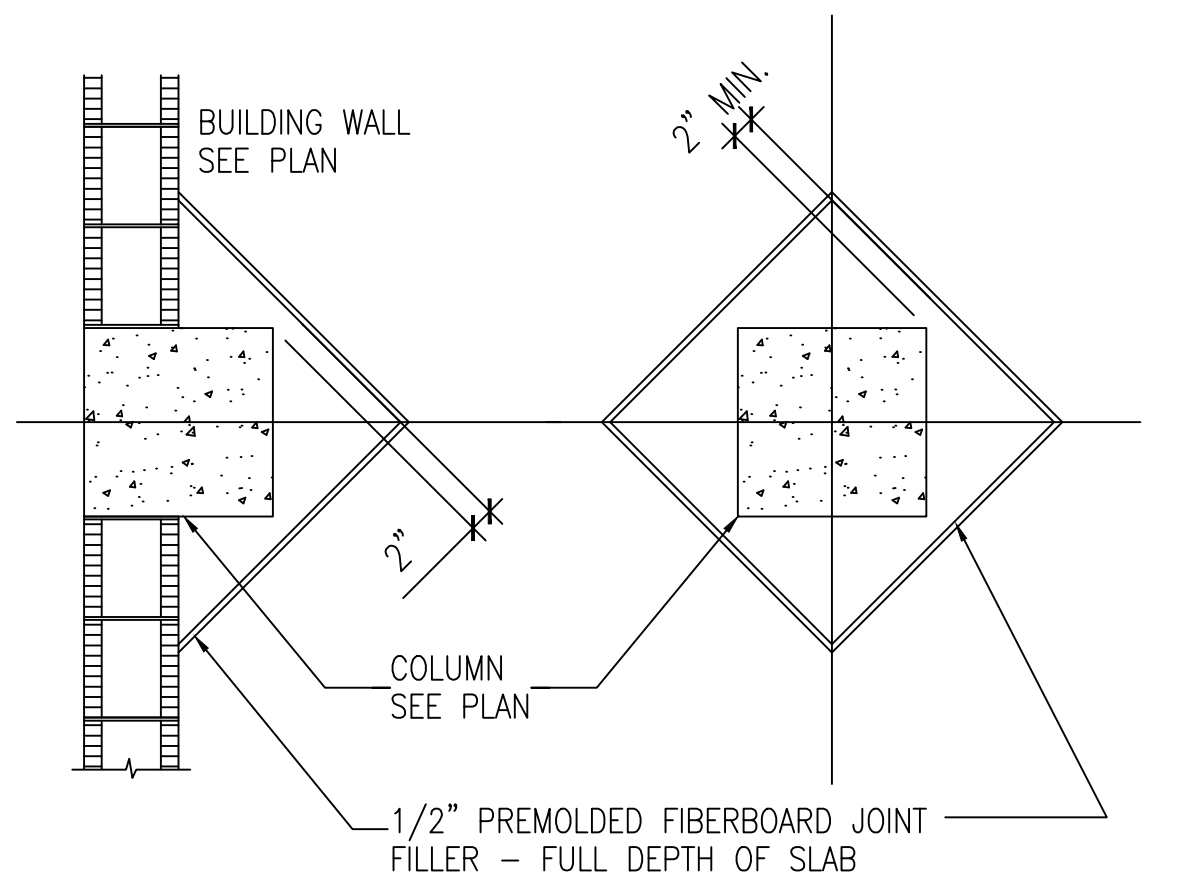 BUILDING WALL
SEE PLAN
2” MIN.
2”
COLUMN
SEE PLAN
1/2” PREMOLDED FIBERBOARD JOINT
FILLER – FULL DEPTH OF SLAB